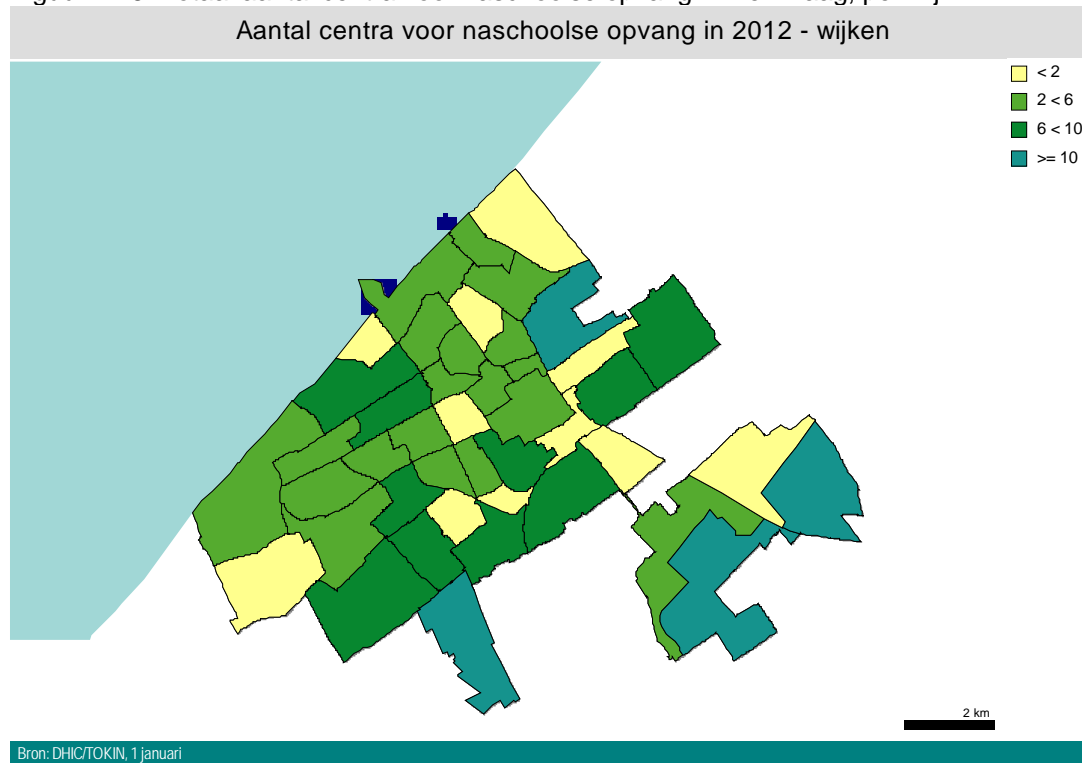 Aantal centra voor naschoolse opvang in 2012 - wijken
< 2
2 < 6
6 < 10
>= 10
2 km
Bron: DHIC/TOKIN, 1 januari